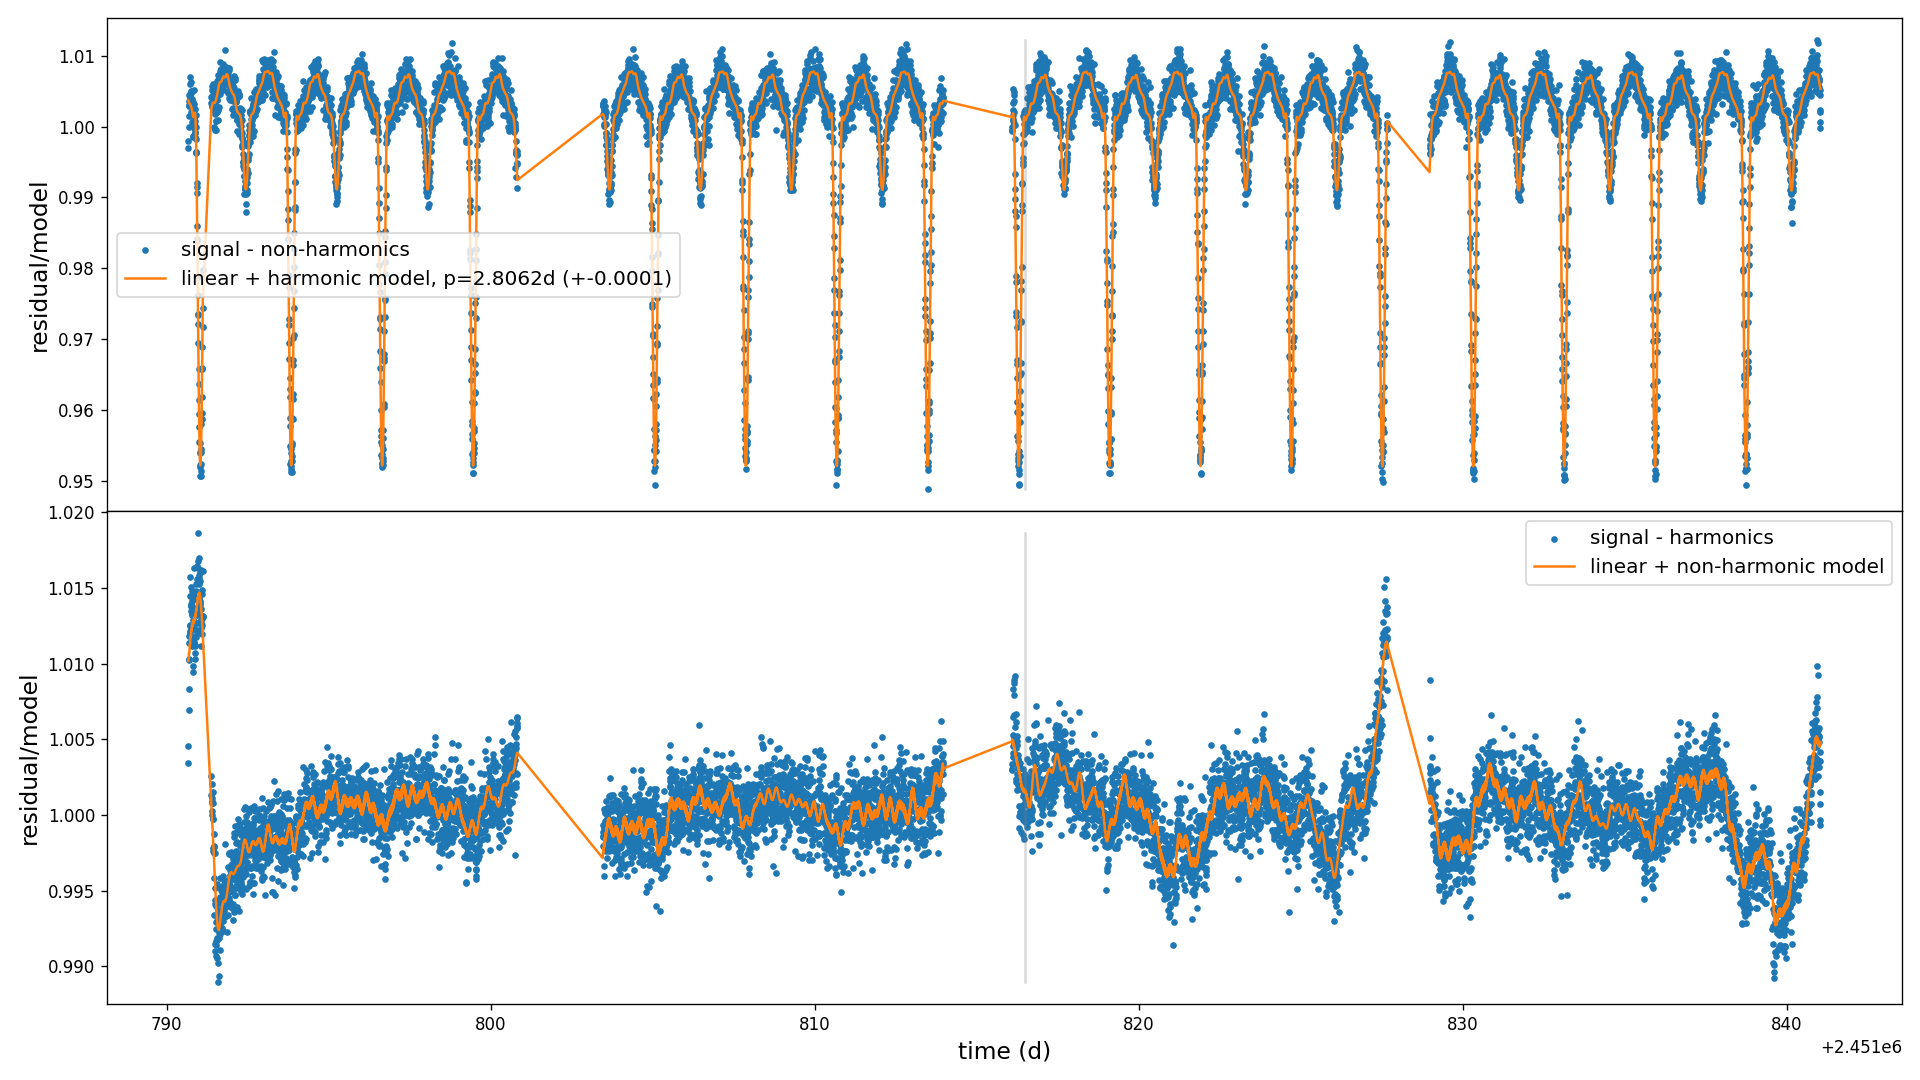 1.01
1.00
0.99
0.98
0.97
0.96
0.95
residual/model
signal - non-harmonics
linear + harmonic model, p=2.8062d (+-0.0001)
1.020
1.015
1.010
1.005
1.000
0.995
0.990
residual/model
signal - harmonics
linear + non-harmonic model
790
800
810
820
830
840
time (d)
+2.451e6